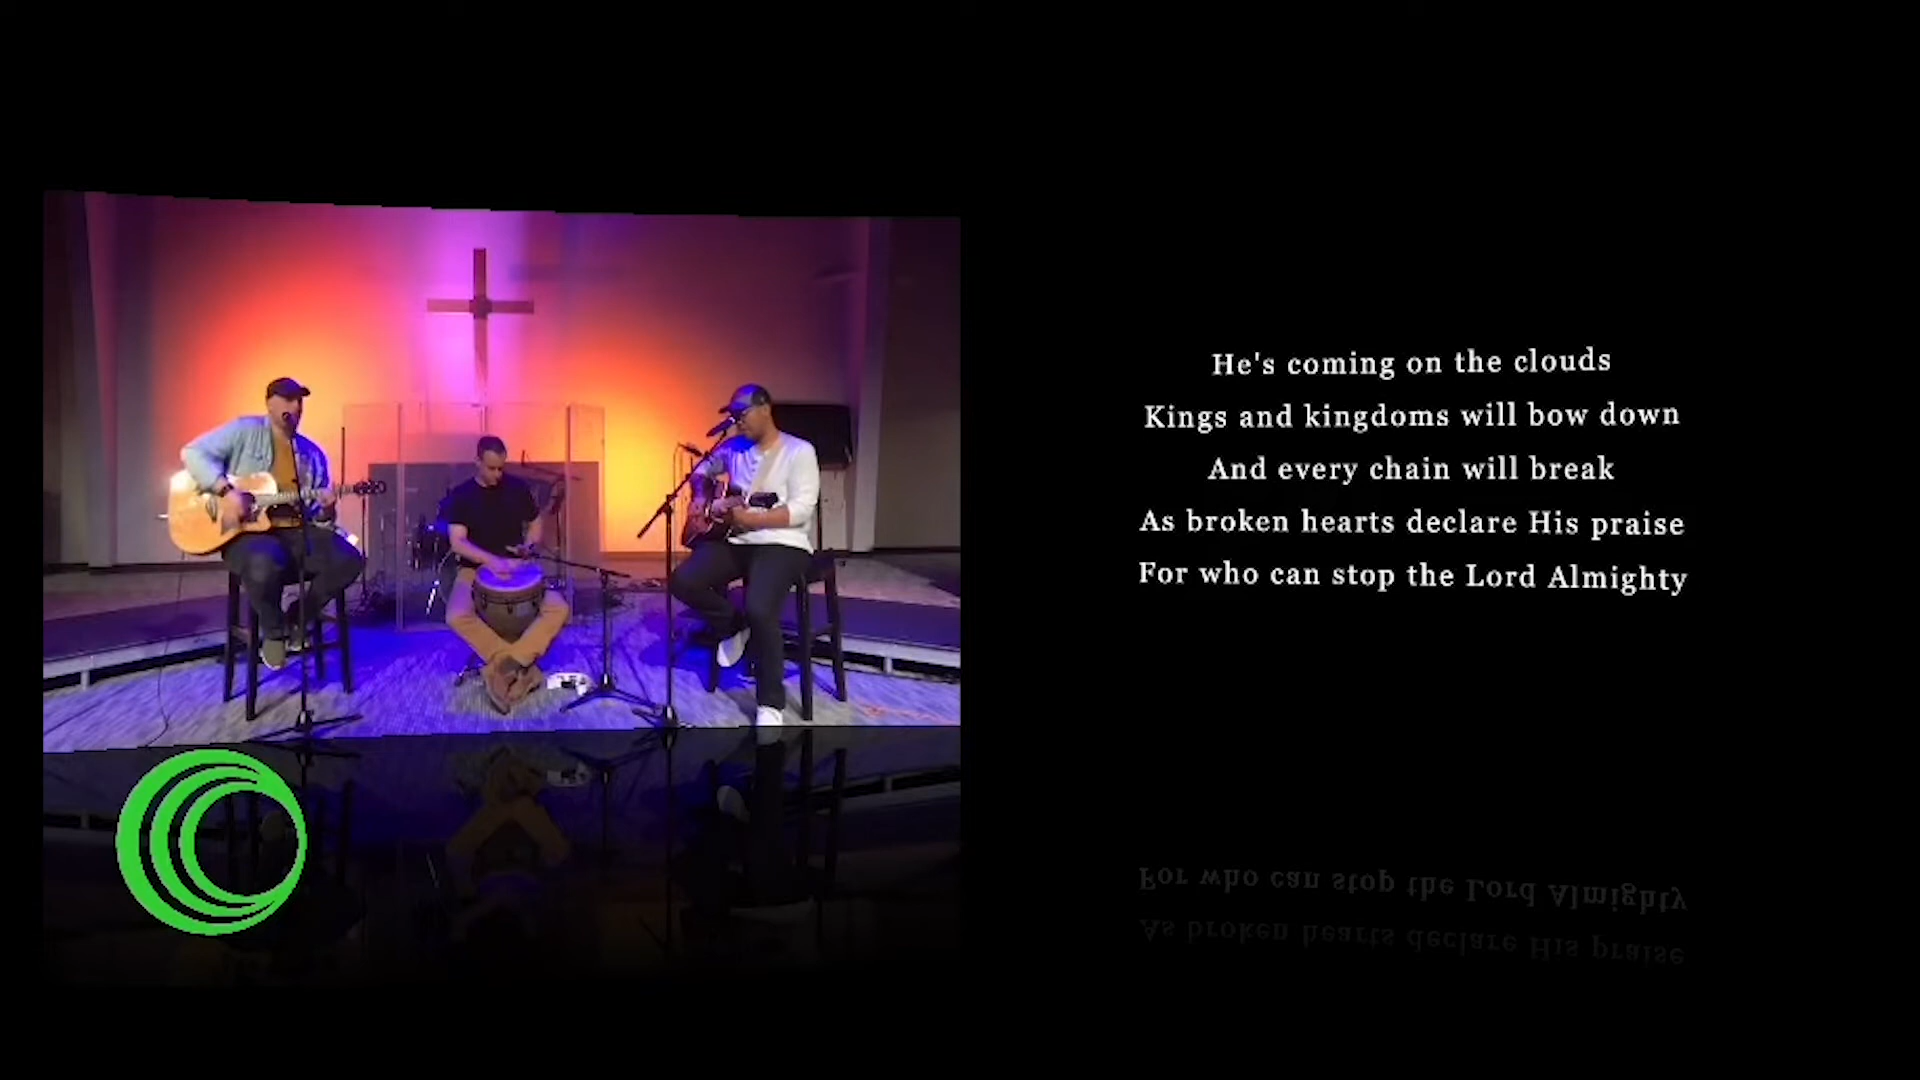 He's coming on the clouds
Kings and kingdoms will bow down
And every chain will break
As broken hearts declare His praise
For who can stop the Lord Almighty